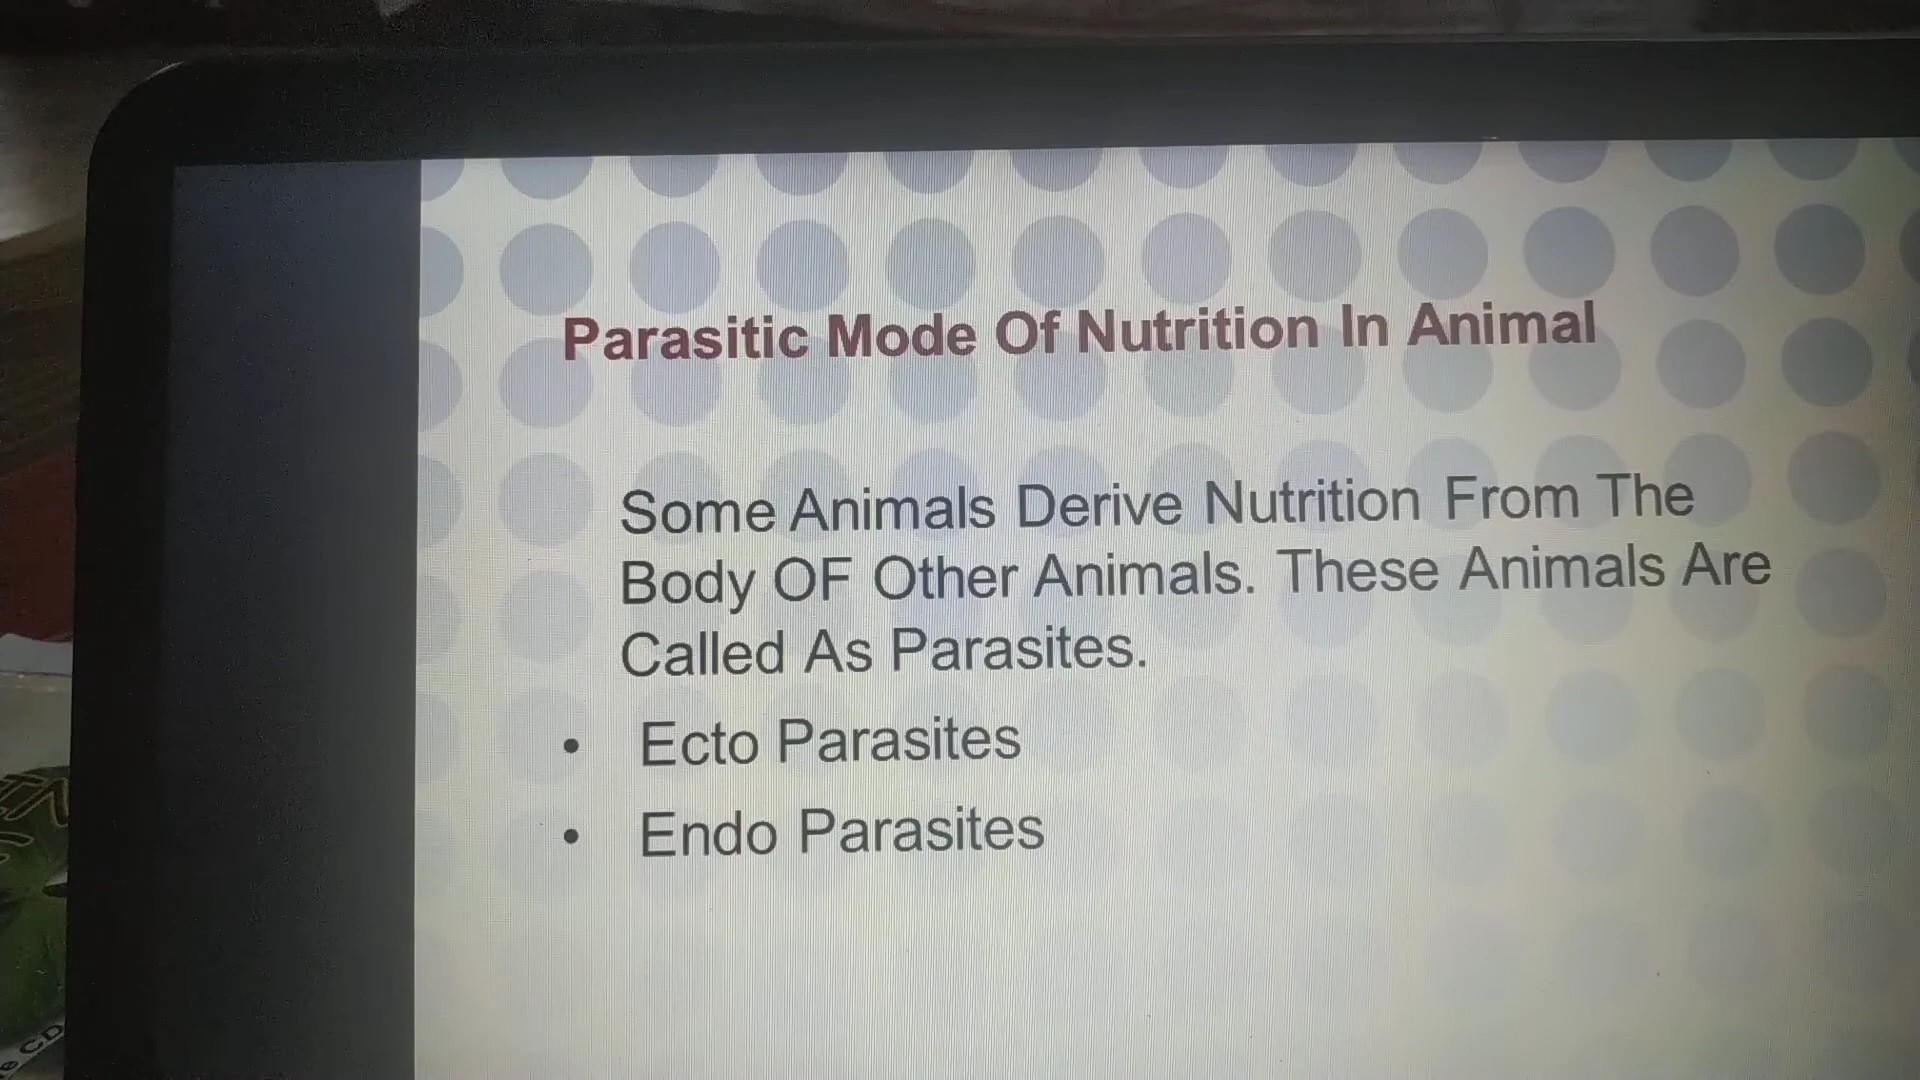 Parasitic Mode Of Nutrition In Animal
Some Animals Derive Nutrition From The
Body OF Other Animals. These Animals Are
Called As Parasites.
• Ecto Parasites
• Endo Parasites
CD